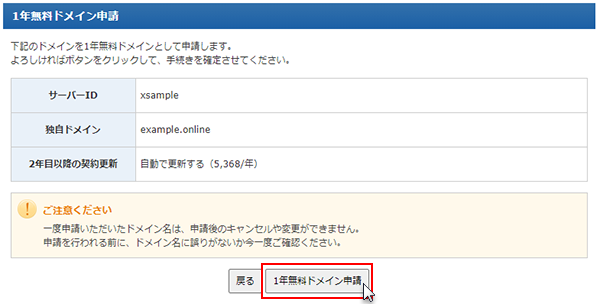 1年無料ドメイン申請
下記のドメインを1年無料ドメインとして申請します。
よろしければボタンをクリックして、手続きを確定させてください。
サーバーID xsample
独自ドメイン example.online
2年目以降の契約更新 自動で更新する（5,368/年）
ご注意ください
一度申請いただいたドメイン名は、申請後のキャンセルや変更ができません。
申請を行われる前に、ドメイン名に誤りがないか今一度ご確認ください。
戻る 1年無料ドメイン申請